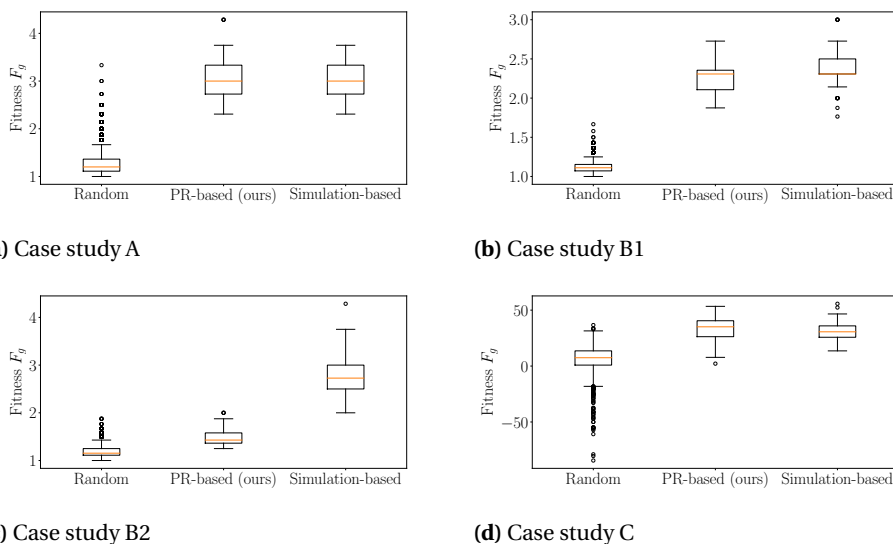 4
3
2
1
Fitness F_g
Random PR-based (ours) Simulation-based
3.0
2.5
2.0
1.5
1.0
Fitness F_g
Random PR-based (ours) Simulation-based
) Case study A
(b) Case study B1
4
3
2
1
Fitness F_g
Random PR-based (ours) Simulation-based
50
0
−50
Fitness F_g
Random PR-based (ours) Simulation-based
) Case study B2
(d) Case study C